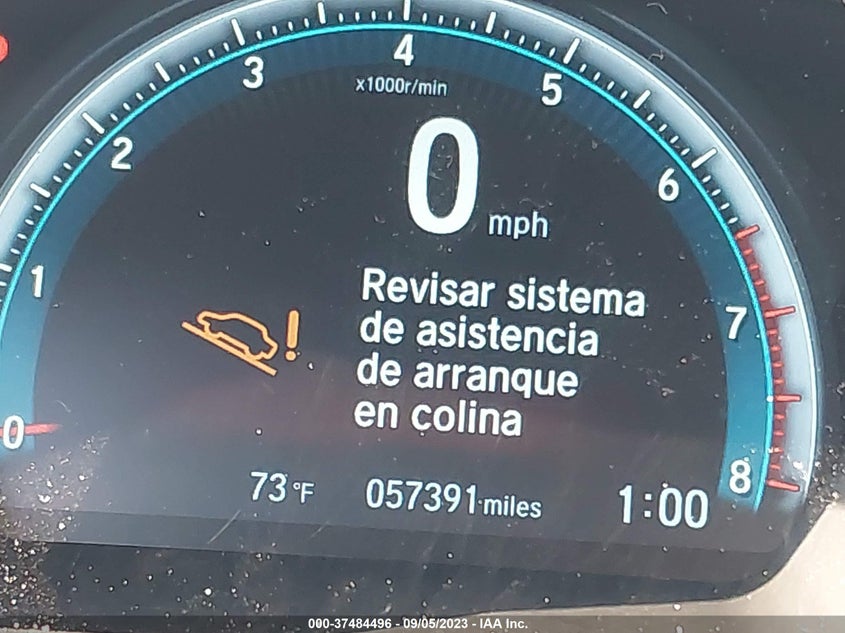 4
3
5
x1000r/min
2
0 mph
6
1
Revisar sistema
de asistencia
de arranque
en colina
7
0
8
73 °F
057391 miles
1:00
000-37484496 - 09/05/2023 - IAA Inc.